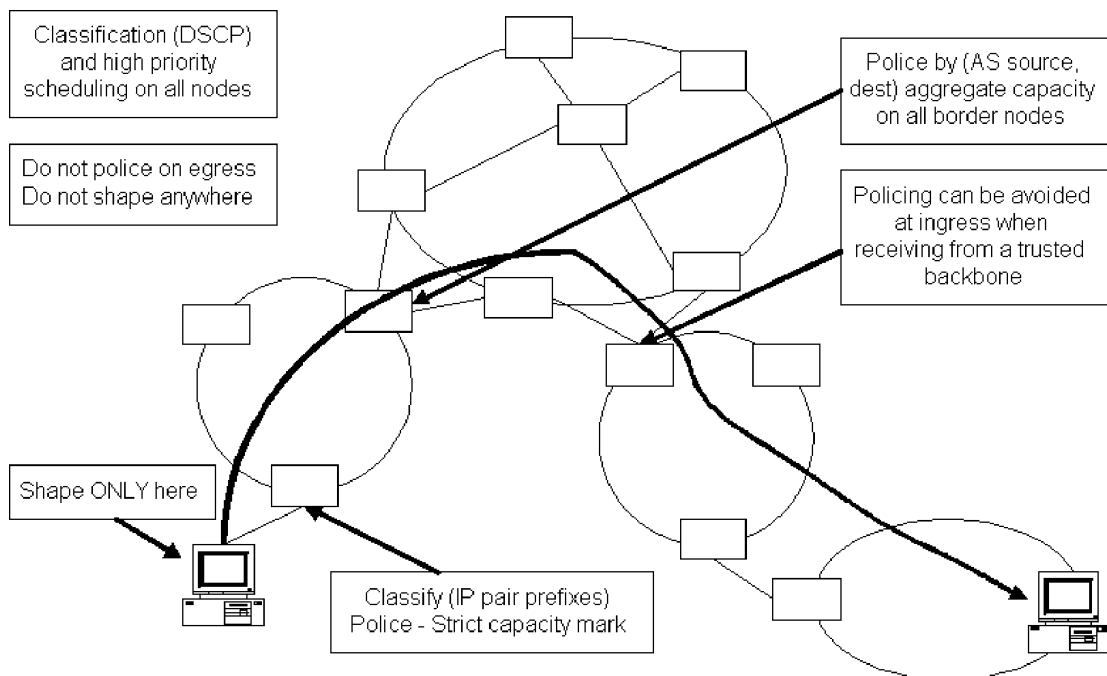 Classification (DSCP)
and high priority
scheduling on all nodes
Do not police on egress
Do not shape anywhere
Police by (AS source,
dest) aggregate capacity
on all border nodes
Policing can be avoided
at ingress when
receiving from a trusted
backbone
Shape ONLY here
Classify (IP pair prefixes)
Police - Strict capacity mark